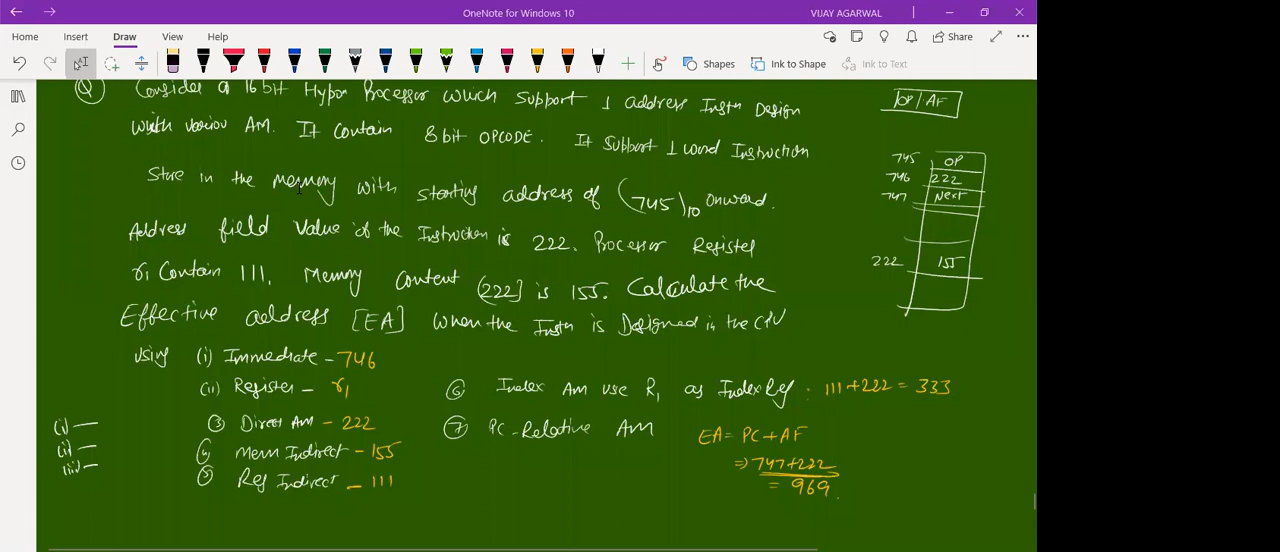 OneNote for Windows 10
VIJAY AGARWAL
Home Insert Draw View Help
Share
Shapes Ink to Shape Ink to Text
Q Consider a 16 bit Hypo Processor which support 1 address Instn Design
with various AM. It contain 8 bit OPCODE. It support 1 word Instruction
Store in the memory with starting address of (745)10 onward.
Address field value of the Instruction is 222. Processor Register
r1 Contain 111. Memory Content [222] is 155. Calculate the
Effective address [EA] when the Instn is Designed in the CPU
using (i) Immediate - 746
(ii) Register - r1
③ Direct AM - 222
④ Mem Indirect - 155
⑤ Reg Indirect - 111
⑥ Index AM use R1 as Index Reg : 111 + 222 = 333
⑦ PC-Relative AM
EA = PC + AF
⇒ 747 + 222
= 969.
(i) —
(ii) —
(iii) —
OP / AF
745 OP
746 222
747 Next
222 155